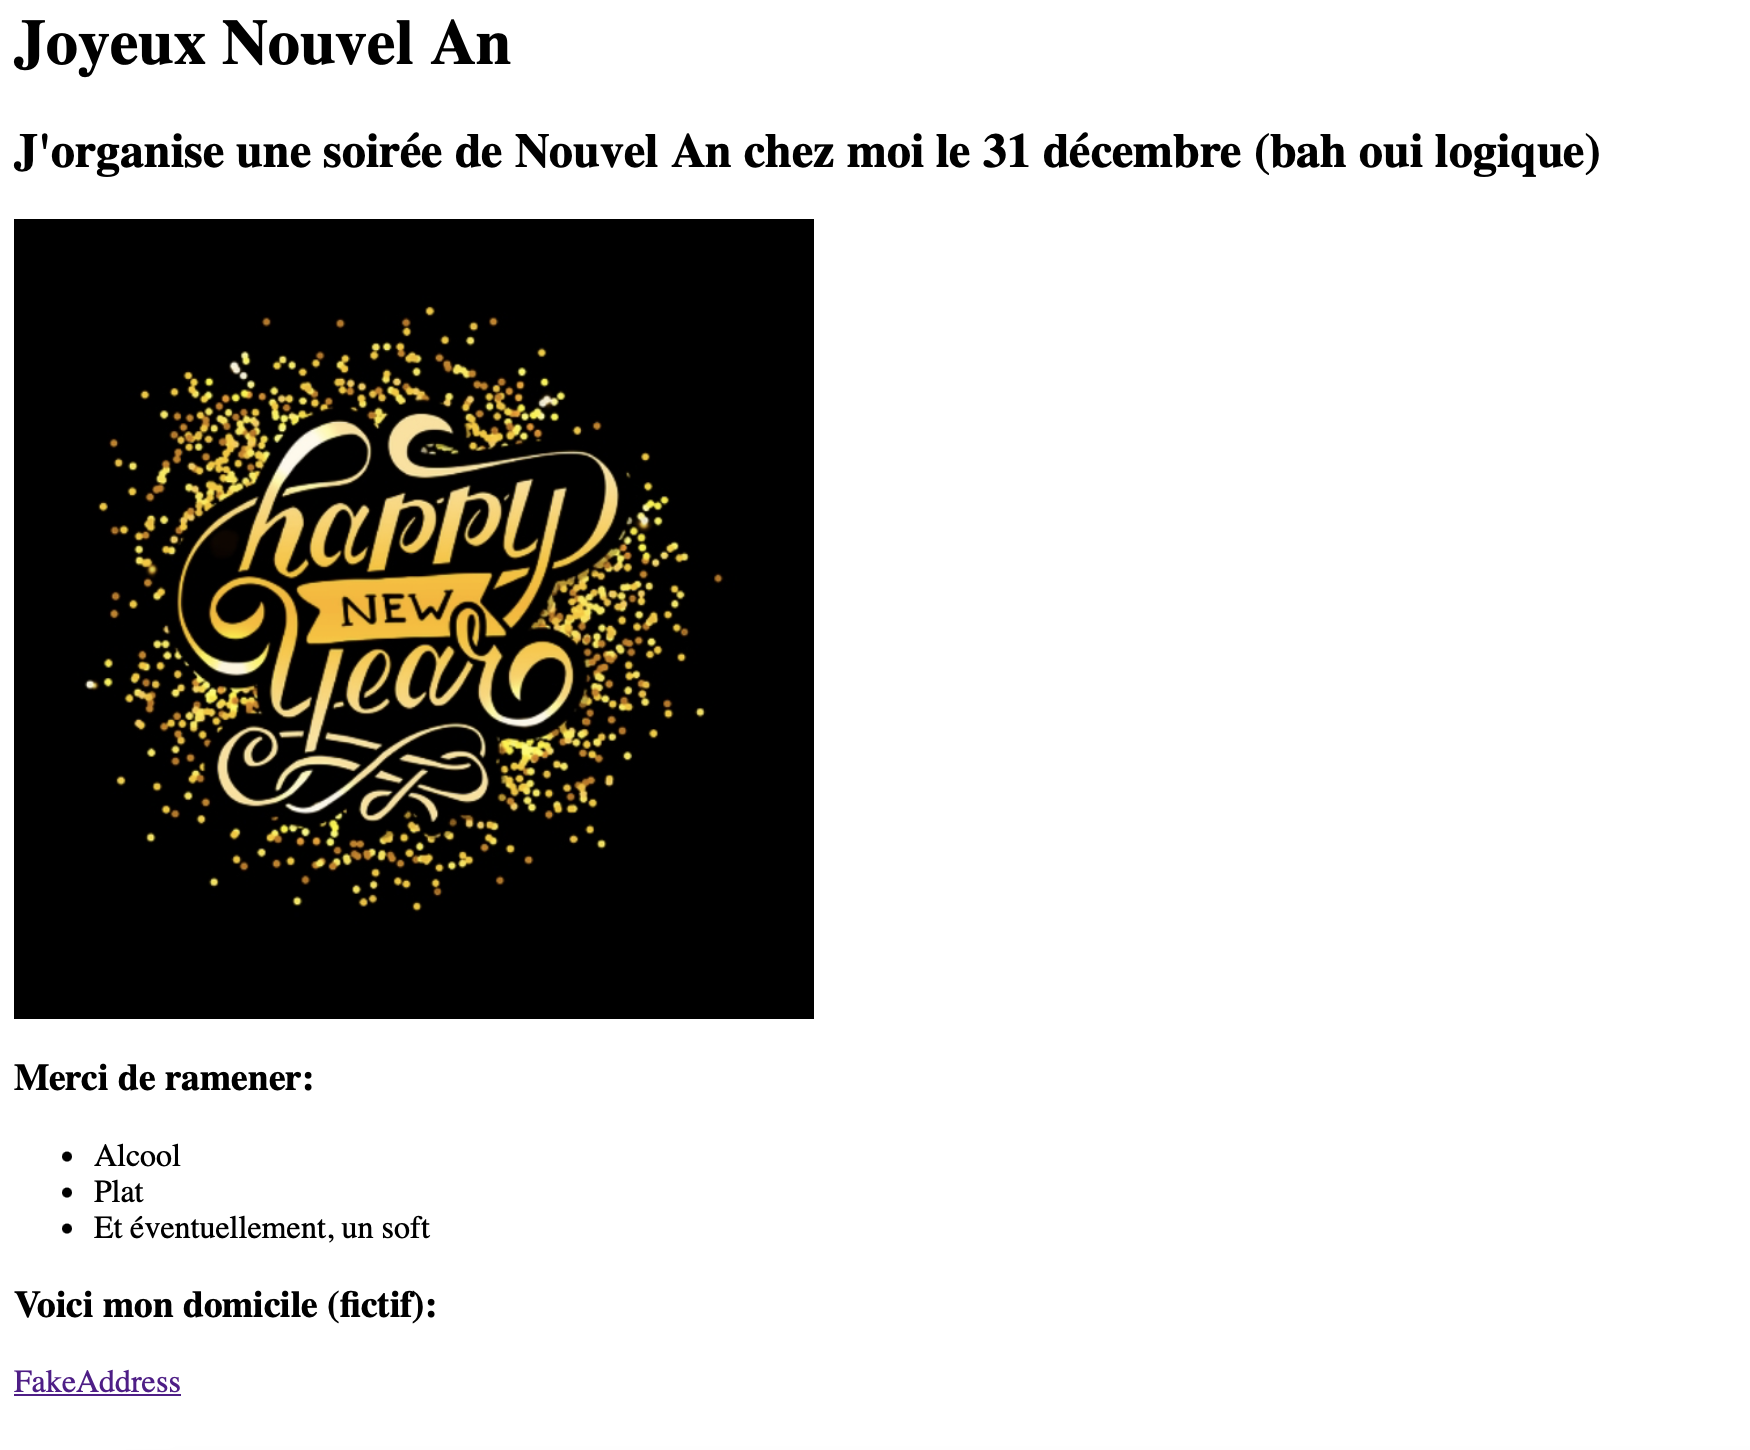 Joyeux Nouvel An
J'organise une soirée de Nouvel An chez moi le 31 décembre (bah oui logique)
happy
NEW
year
Merci de ramener:
Alcool
Plat
Et éventuellement, un soft
Voici mon domicile (fictif):
FakeAddress